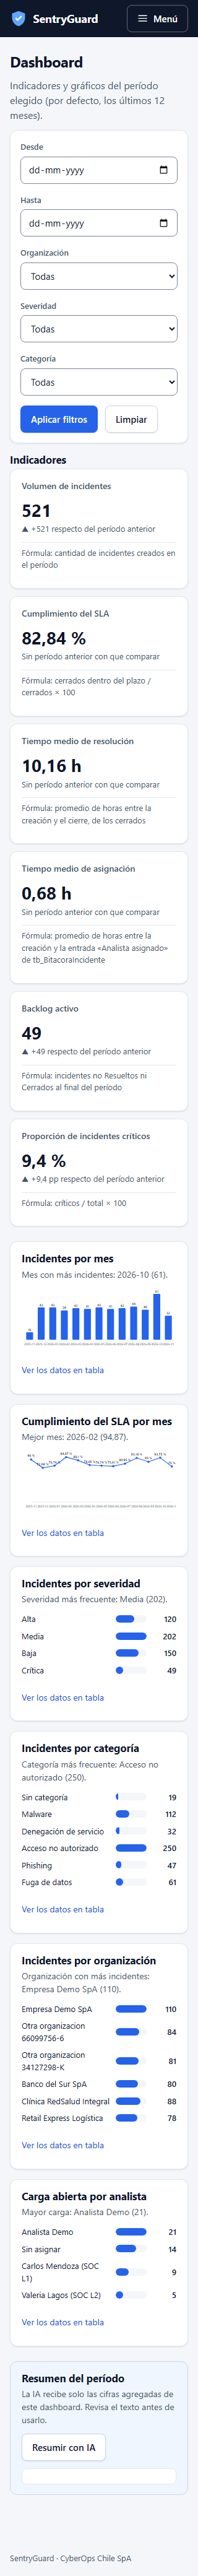 SentryGuard
Menú
Dashboard
Indicadores y gráficos del período
elegido (por defecto, los últimos 12
meses).
Desde
dd-mm-yyyy
Hasta
dd-mm-yyyy
Organización
Todas
Severidad
Todas
Categoría
Todas
Aplicar filtros
Limpiar
Indicadores
Volumen de incidentes
521
▲ +521 respecto del período anterior
Fórmula: cantidad de incidentes creados en
el período
Cumplimiento del SLA
82,84 %
Sin período anterior con que comparar
Fórmula: cerrados dentro del plazo /
cerrados × 100
Tiempo medio de resolución
10,16 h
Sin período anterior con que comparar
Fórmula: promedio de horas entre la
creación y el cierre, de los cerrados
Tiempo medio de asignación
0,68 h
Sin período anterior con que comparar
Fórmula: promedio de horas entre la
creación y la entrada «Analista asignado»
de tb_BitacoraIncidente
Backlog activo
49
▲ +49 respecto del período anterior
Fórmula: incidentes no Resueltos ni
Cerrados al final del período
Proporción de incidentes críticos
9,4 %
▲ +9,4 pp respecto del período anterior
Fórmula: críticos / total × 100
Incidentes por mes
Mes con más incidentes: 2026-10 (61).
Ver los datos en tabla
Cumplimiento del SLA por mes
Mejor mes: 2026-02 (94,87).
Ver los datos en tabla
Incidentes por severidad
Severidad más frecuente: Media (202).
Alta 120
Media 202
Baja 150
Crítica 49
Ver los datos en tabla
Incidentes por categoría
Categoría más frecuente: Acceso no
autorizado (250).
Sin categoría 19
Malware 112
Denegación de servicio 32
Acceso no autorizado 250
Phishing 47
Fuga de datos 61
Ver los datos en tabla
Incidentes por organización
Organización con más incidentes:
Empresa Demo SpA (110).
Empresa Demo SpA 110
Otra organizacion
66099756-6 84
Otra organizacion
34127298-K 81
Banco del Sur SpA 80
Clínica RedSalud Integral 88
Retail Express Logística 78
Ver los datos en tabla
Carga abierta por analista
Mayor carga: Analista Demo (21).
Analista Demo 21
Sin asignar 14
Carlos Mendoza (SOC
L1) 9
Valeria Lagos (SOC L2) 5
Ver los datos en tabla
Resumen del período
La IA recibe solo las cifras agregadas de
este dashboard. Revisa el texto antes de
usarlo.
Resumir con IA
SentryGuard · CyberOps Chile SpA